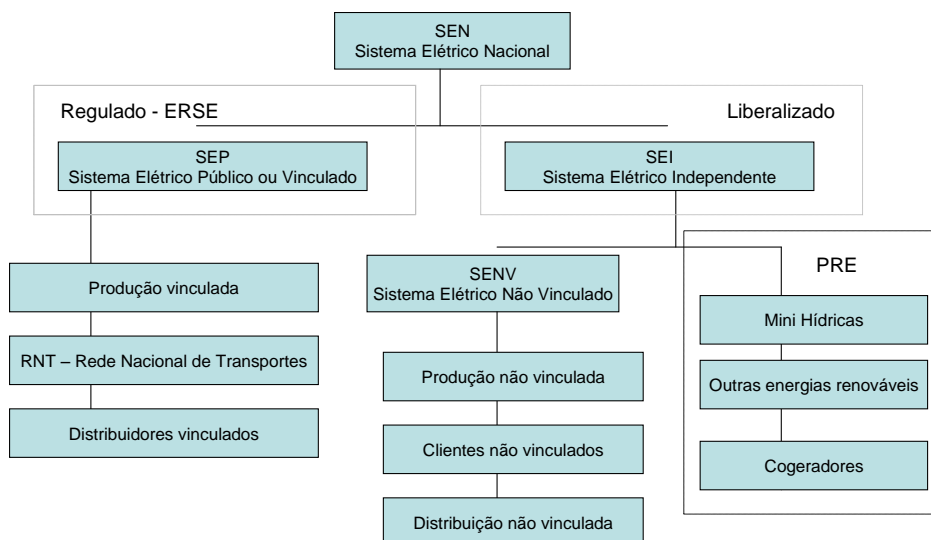 SEN
Sistema Elétrico Nacional
Regulado - ERSE
Liberalizado
SEP
Sistema Elétrico Público ou Vinculado
SEI
Sistema Elétrico Independente
Produção vinculada
RNT – Rede Nacional de Transportes
Distribuidores vinculados
SENV
Sistema Elétrico Não Vinculado
Produção não vinculada
Clientes não vinculados
Distribuição não vinculada
PRE
Mini Hídricas
Outras energias renováveis
Cogeradores